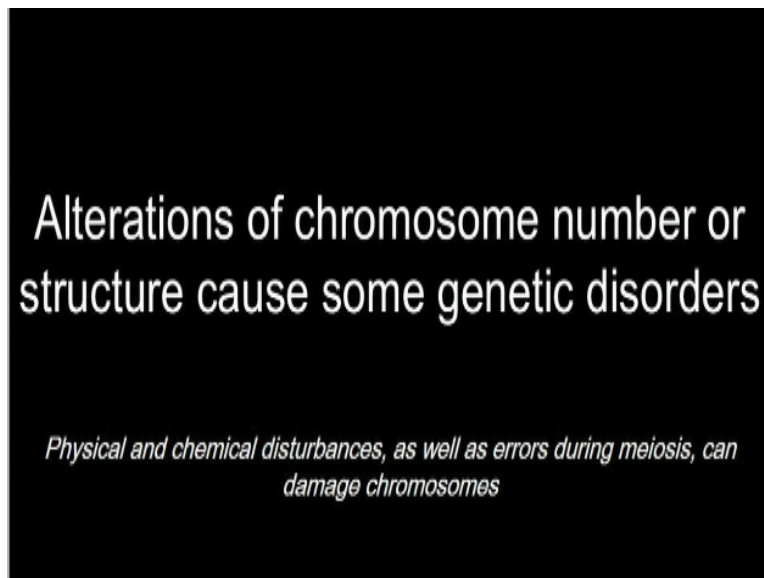 Alterations of chromosome number or
structure cause some genetic disorders
Physical and chemical disturbances, as well as errors during meiosis, can
damage chromosomes